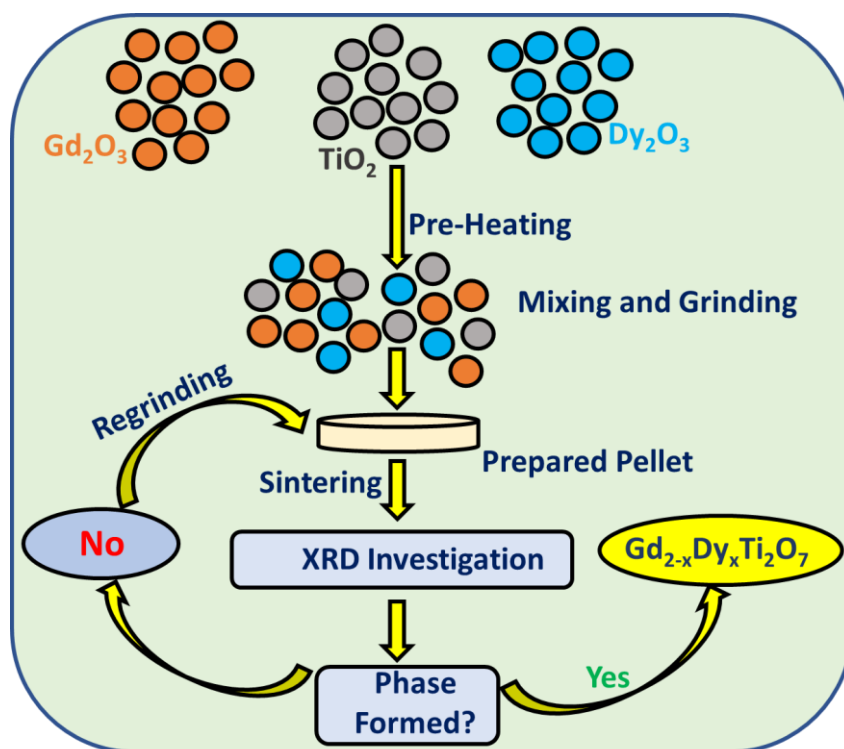 Gd₂O₃
TiO₂
Dy₂O₃
Pre-Heating
Mixing and Grinding
Regrinding
Prepared Pellet
Sintering
No
XRD Investigation
Gd₂₋ₓDyₓTi₂O₇
Phase
Formed?
Yes